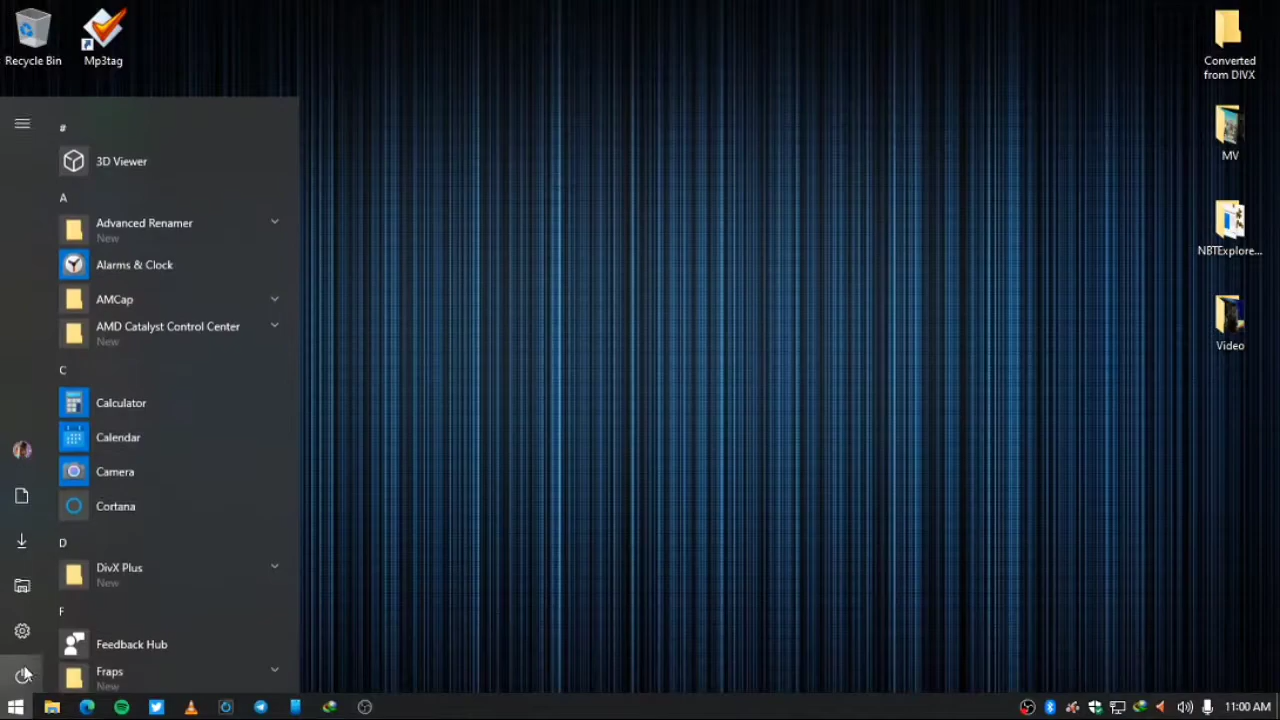 Recycle Bin
Mp3tag
Converted
from DIVX
MV
NBTExplore...
Video
#
3D Viewer
A
Advanced Renamer
New
Alarms & Clock
AMCap
AMD Catalyst Control Center
New
C
Calculator
Calendar
Camera
Cortana
D
DivX Plus
New
F
Feedback Hub
Fraps
New
11:00 AM